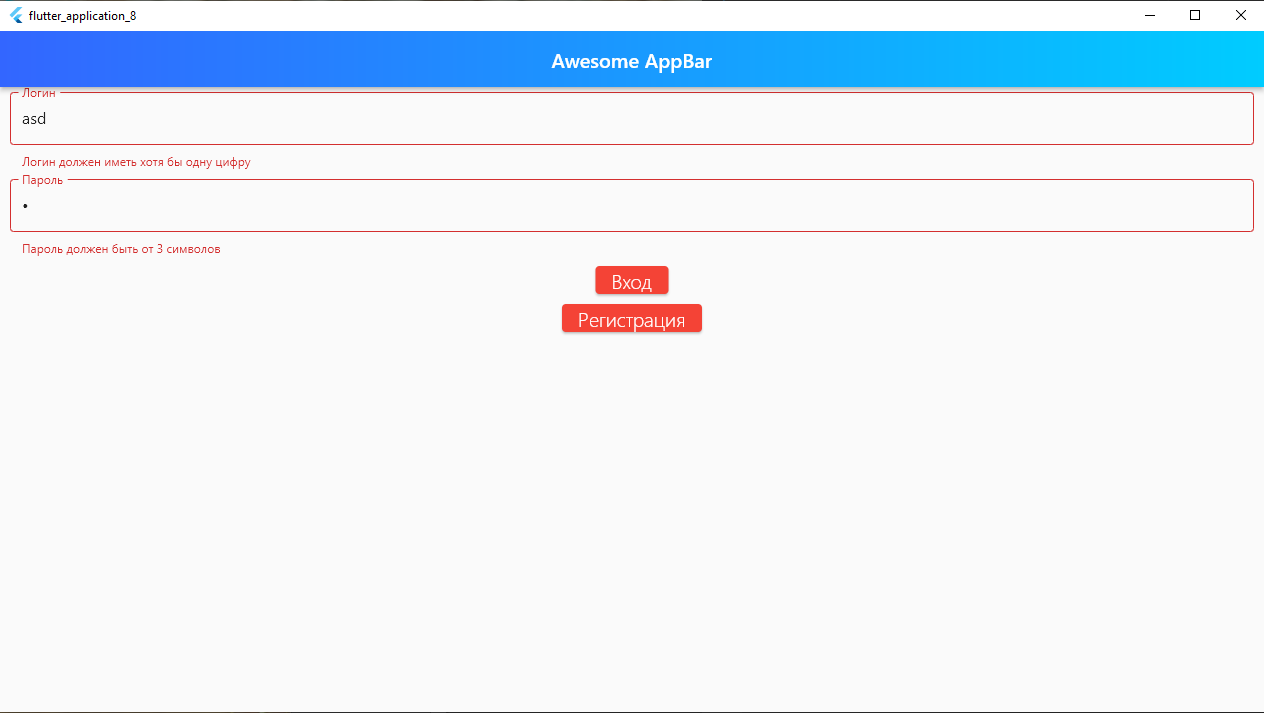 flutter_application_8
Awesome AppBar
Логин
asd
Логин должен иметь хотя бы одну цифру
Пароль
•
Пароль должен быть от 3 символов
Вход
Регистрация